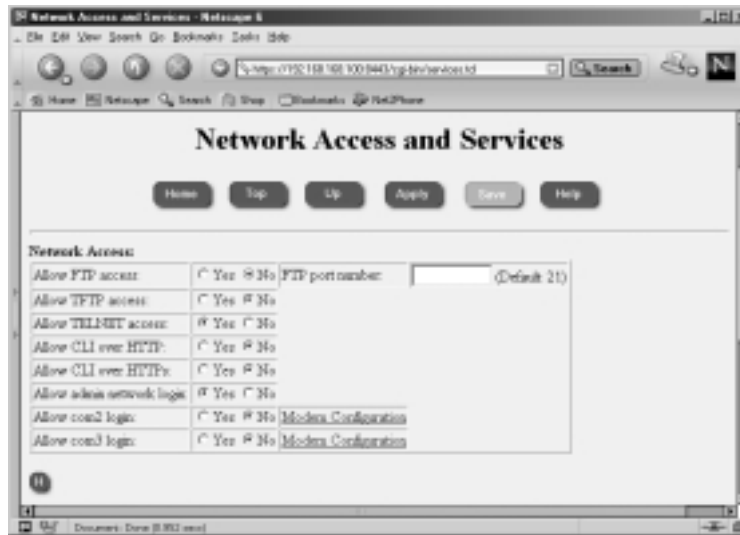 Network Access and Services - Netscape 6
File Edit View Search Go Bookmarks Tasks Help
Search
N
Home Netscape Search Shop Bookmarks Net2Phone
Network Access and Services
Home Top Up Apply Save Help
Network Access:
Allow FTP access: Yes No FTP port number: (Default 21)
Allow TFTP access: Yes No
Allow TELNET access: Yes No
Allow CLI over HTTP: Yes No
Allow CLI over HTTPs: Yes No
Allow admin network login: Yes No
Allow com2 login: Yes No Modem Configuration
Allow com3 login: Yes No Modem Configuration
Document: Done